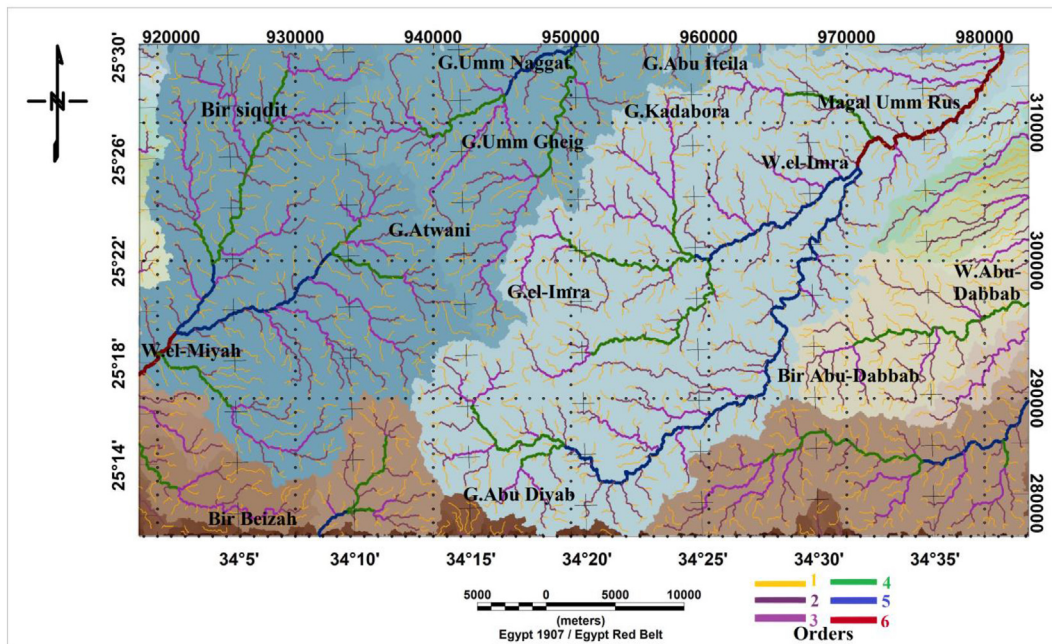 920000 930000 940000 950000 960000 970000 980000
25°30'
G.Umm Naggat
G.Abu Iteila
Bir siqdit
G.Kadabora
Magal Umm Rus
310000
N
25°26'
G.Umm Gheig
W.el-Imra
G.Atwani
25°22'
300000
W.Abu-
Dabbab
G.el-Imra
25°18'
W.el-Miyah
Bir Abu-Dabbab
290000
25°14'
G.Abu Diyab
280000
Bir Beizah
34°5' 34°10' 34°15' 34°20' 34°25' 34°30' 34°35'
5000 0 5000 10000
(meters)
Egypt 1907 / Egypt Red Belt
1 4
2 5
3 6
Orders